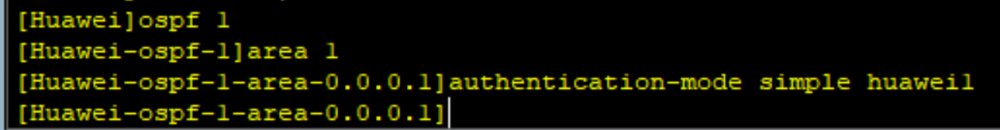 [Huawei]ospf 1
[Huawei-ospf-1]area 1
[Huawei-ospf-1-area-0.0.0.1]authentication-mode simple huawei1
[Huawei-ospf-1-area-0.0.0.1]